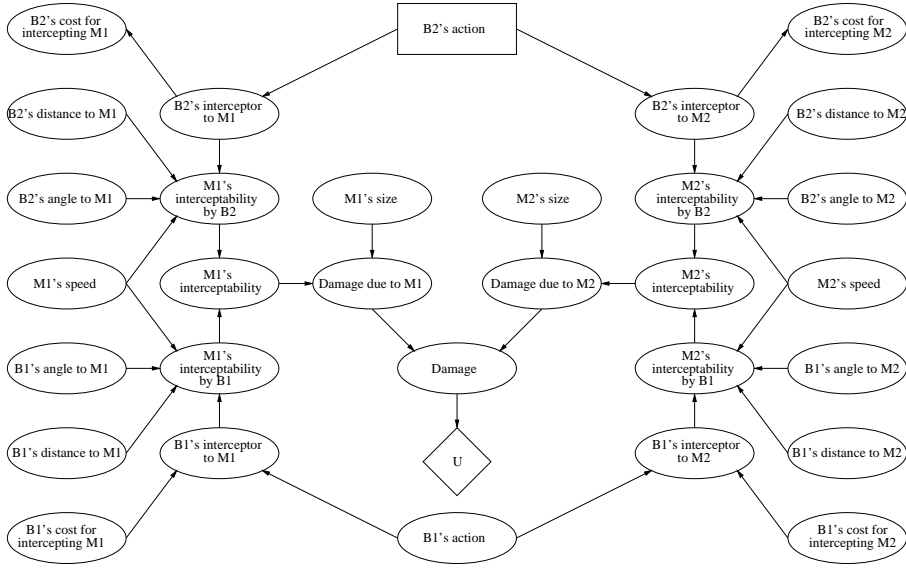 B2's cost for
intercepting M1
B2's action
B2's cost for
intercepting M2
B2's distance to M1
B2's interceptor
to M1
B2's interceptor
to M2
B2's distance to M2
B2's angle to M1
M1's
interceptability
by B2
M1's size
M2's size
M2's
interceptability
by B2
B2's angle to M2
M1's speed
M1's
interceptability
Damage due to M1
Damage due to M2
M2's
interceptability
M2's speed
B1's angle to M1
M1's
interceptability
by B1
Damage
M2's
interceptability
by B1
B1's angle to M2
B1's distance to M1
B1's interceptor
to M1
U
B1's interceptor
to M2
B1's distance to M2
B1's cost for
intercepting M1
B1's action
B1's cost for
intercepting M2